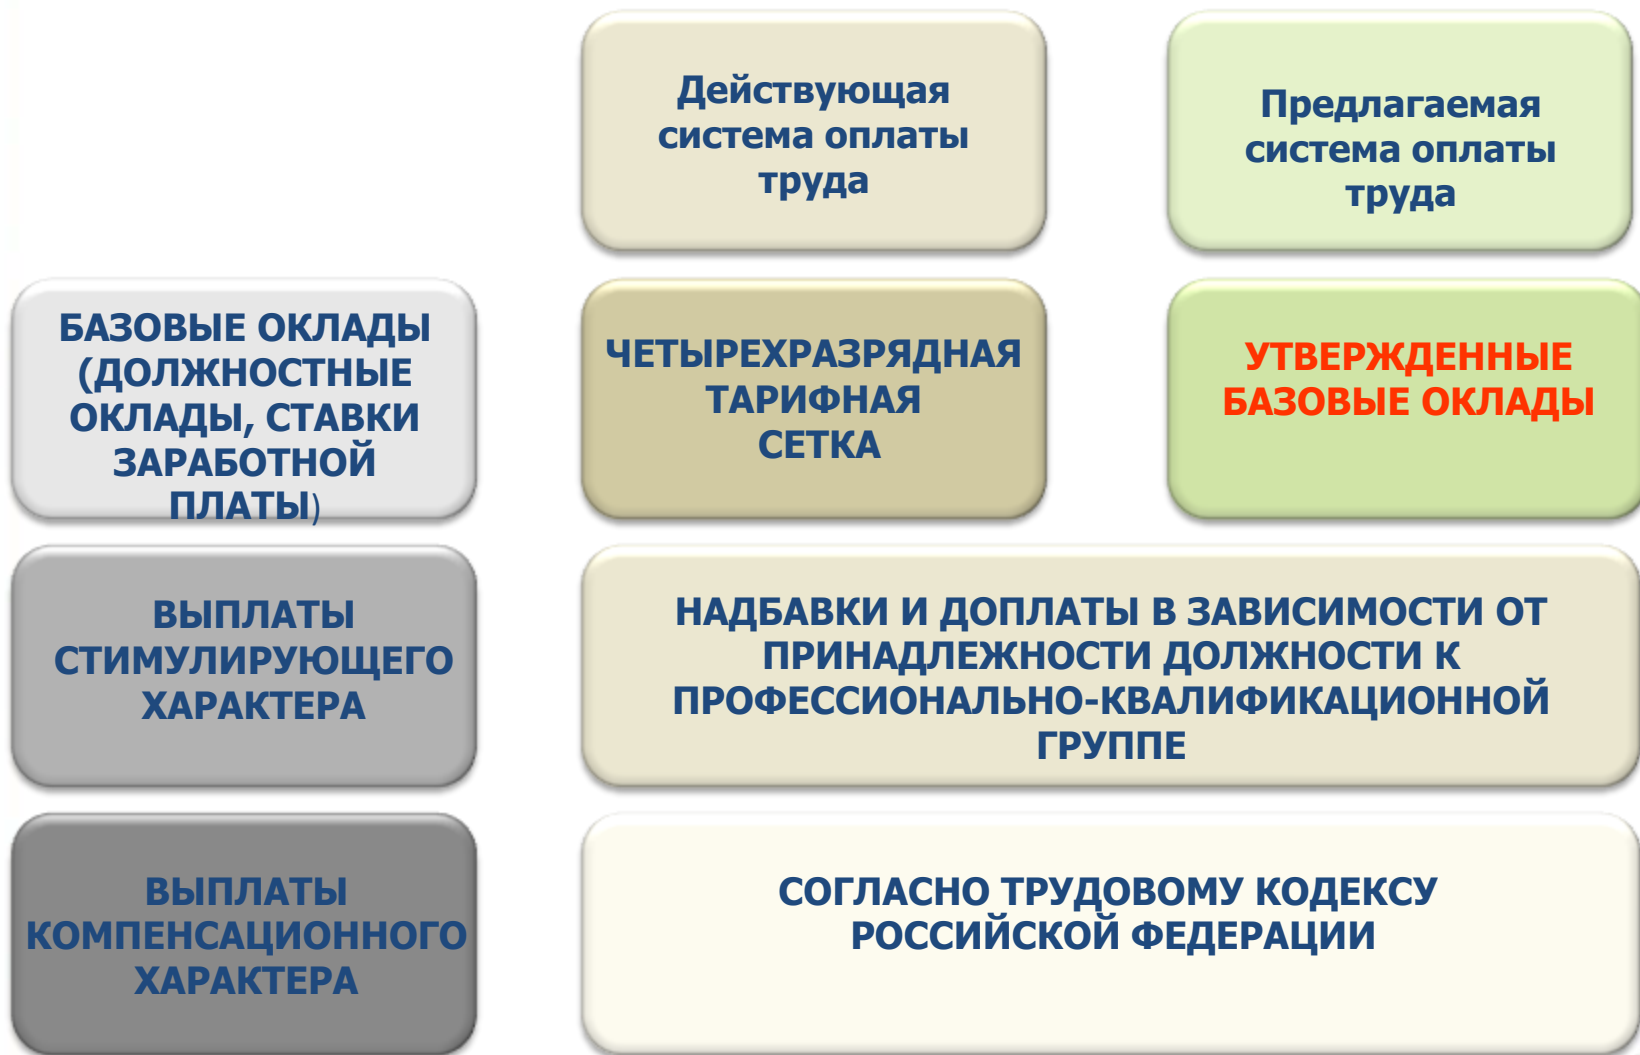 Действующая
система оплаты
труда
Предлагаемая
система оплаты
труда
БАЗОВЫЕ ОКЛАДЫ
(ДОЛЖНОСТНЫЕ
ОКЛАДЫ, СТАВКИ
ЗАРАБОТНОЙ
ПЛАТЫ)
ЧЕТЫРЕХРАЗРЯДНАЯ
ТАРИФНАЯ
СЕТКА
УТВЕРЖДЕННЫЕ
БАЗОВЫЕ ОКЛАДЫ
ВЫПЛАТЫ
СТИМУЛИРУЮЩЕГО
ХАРАКТЕРА
НАДБАВКИ И ДОПЛАТЫ В ЗАВИСИМОСТИ ОТ
ПРИНАДЛЕЖНОСТИ ДОЛЖНОСТИ К
ПРОФЕССИОНАЛЬНО-КВАЛИФИКАЦИОННОЙ
ГРУППЕ
ВЫПЛАТЫ
КОМПЕНСАЦИОННОГО
ХАРАКТЕРА
СОГЛАСНО ТРУДОВОМУ КОДЕКСУ
РОССИЙСКОЙ ФЕДЕРАЦИИ